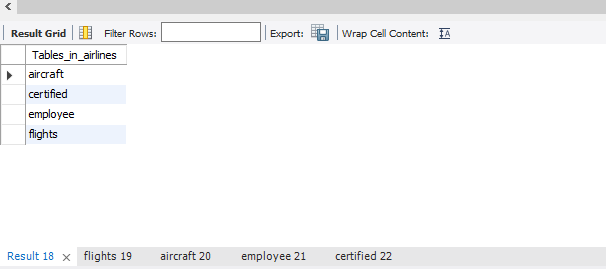 Result Grid Filter Rows: Export: Wrap Cell Content:
Tables_in_airlines
aircraft
certified
employee
flights
Result 18 flights 19 aircraft 20 employee 21 certified 22